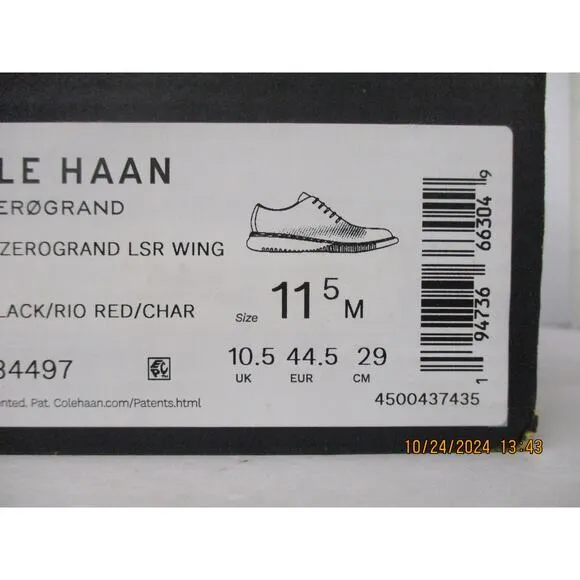 LE HAAN
ERØGRAND
ZEROGRAND LSR WING
LACK/RIO RED/CHAR
Size 11 5 M
34497
10.5 44.5 29
UK EUR CM
ented. Pat. Colehaan.com/Patents.html
4500437435
1 94736 66304 9
10/24/2024 13:43